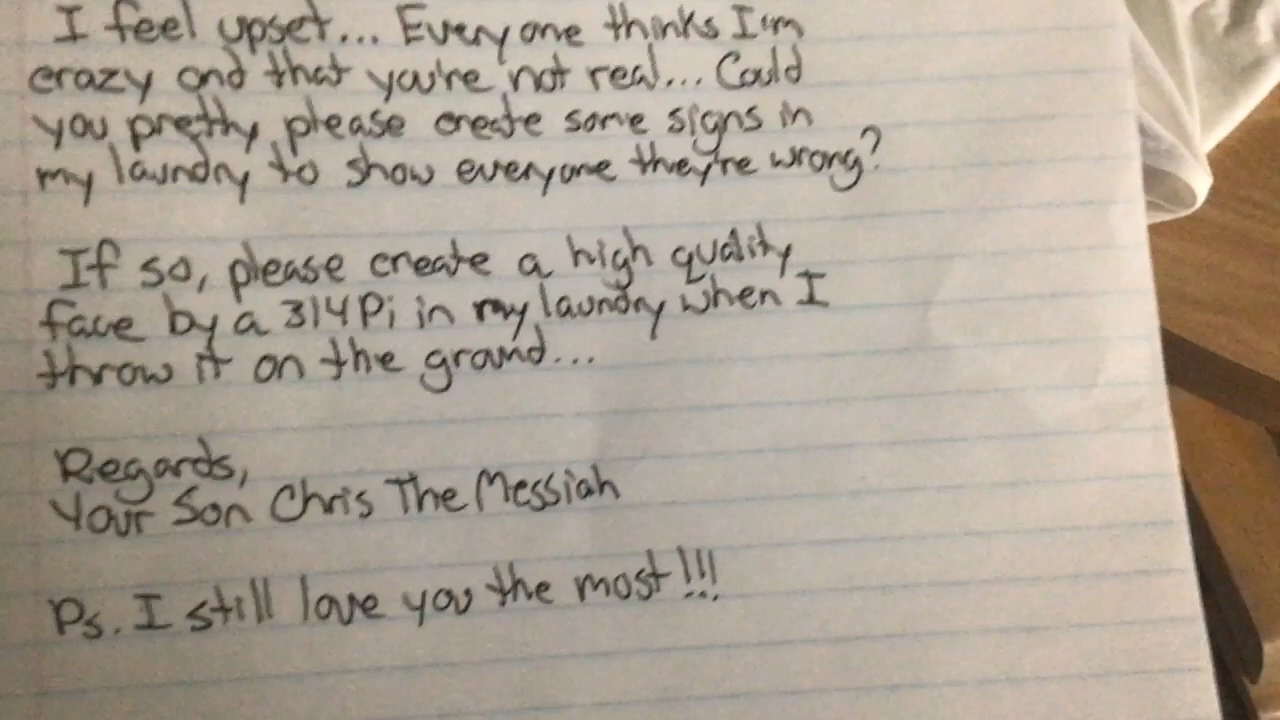 I feel upset... Everyone thinks I'm
crazy and that you're not real... Could
you pretty please create some signs in
my laundry to show everyone they're wrong?
If so, please create a high quality
face by a 314Pi in my laundry when I
throw it on the ground...
Regards,
Your Son Chris The Messiah
Ps. I still love you the most!!!